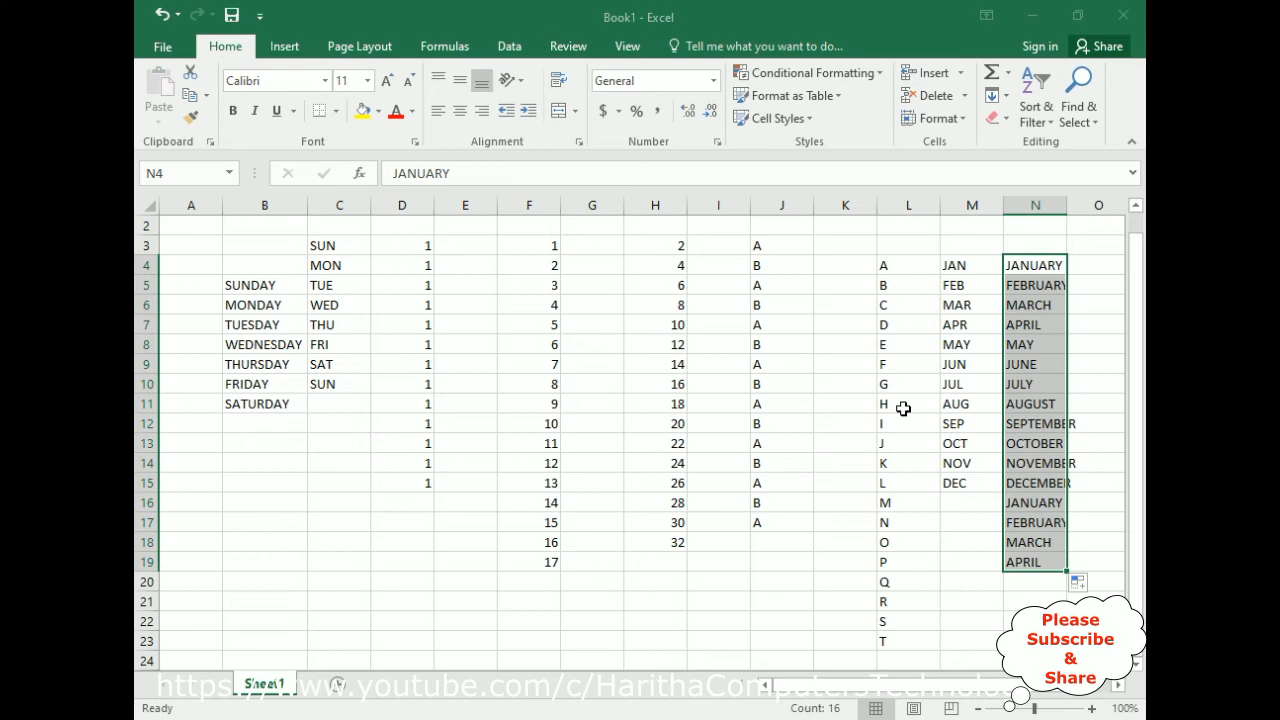 Book1 - Excel
File Home Insert Page Layout Formulas Data Review View Tell me what you want to do... Sign in Share
Paste Calibri 11 General Conditional Formatting Insert
B I U $ % , Format as Table Delete Sort & Find &
Cell Styles Format Filter Select
Clipboard Font Alignment Number Styles Cells Editing
N4 fx JANUARY
A B C D E F G H I J K L M N O
2
3 SUN 1 1 2 A
4 MON 1 2 4 B A JAN JANUARY
5 SUNDAY TUE 1 3 6 A B FEB FEBRUARY
6 MONDAY WED 1 4 8 B C MAR MARCH
7 TUESDAY THU 1 5 10 A D APR APRIL
8 WEDNESDAY FRI 1 6 12 B E MAY MAY
9 THURSDAY SAT 1 7 14 A F JUN JUNE
10 FRIDAY SUN 1 8 16 B G JUL JULY
11 SATURDAY 1 9 18 A H AUG AUGUST
12 1 10 20 B I SEP SEPTEMBER
13 1 11 22 A J OCT OCTOBER
14 1 12 24 B K NOV NOVEMBER
15 1 13 26 A L DEC DECEMBER
16 14 28 B M JANUARY
17 15 30 A N FEBRUARY
18 16 32 O MARCH
19 17 P APRIL
20 Q
21 R
22 S
23 T
24
Please
Subscribe
&
Share
Sheet1
https://www.youtube.com/c/HarithaComputersTechnolo
Ready Count: 16 100%